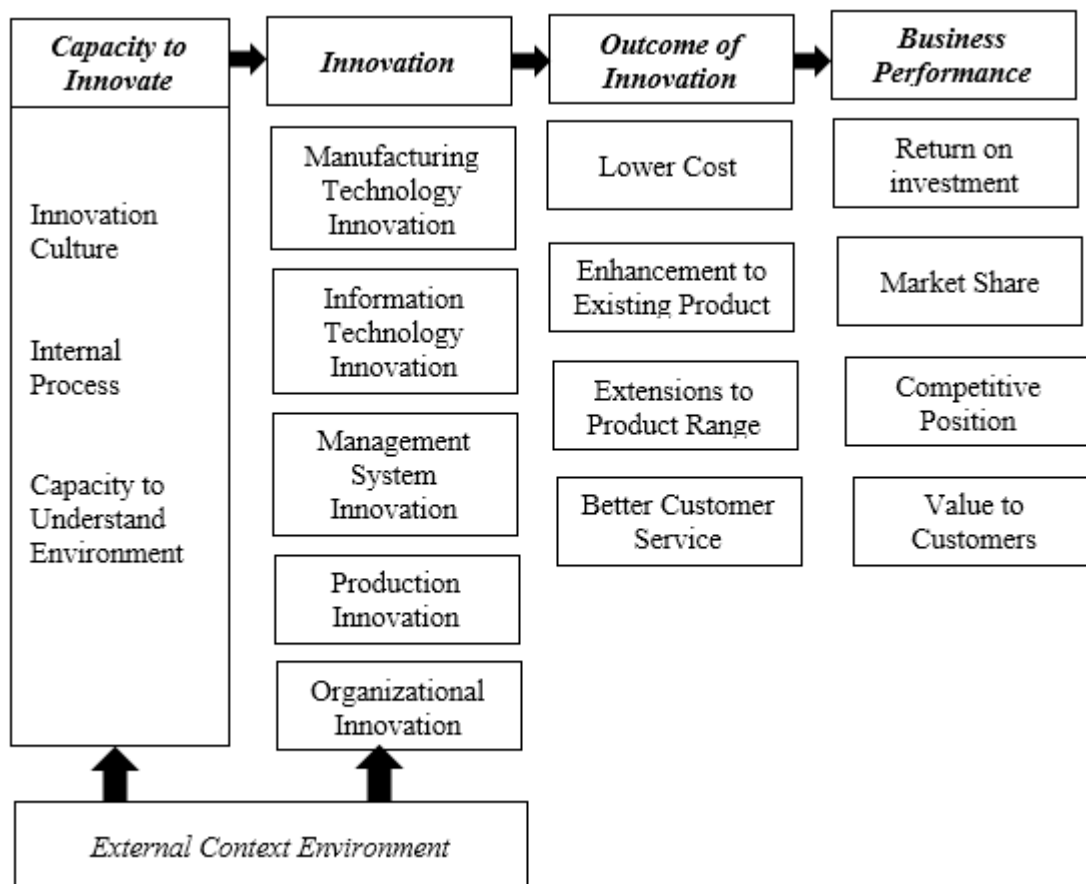 Capacity to
Innovate
Innovation
Culture
Internal
Process
Capacity to
Understand
Environment
Innovation
Manufacturing
Technology
Innovation
Information
Technology
Innovation
Management
System
Innovation
Production
Innovation
Organizational
Innovation
Outcome of
Innovation
Lower Cost
Enhancement to
Existing Product
Extensions to
Product Range
Better Customer
Service
Business
Performance
Return on
investment
Market Share
Competitive
Position
Value to
Customers
External Context Environment